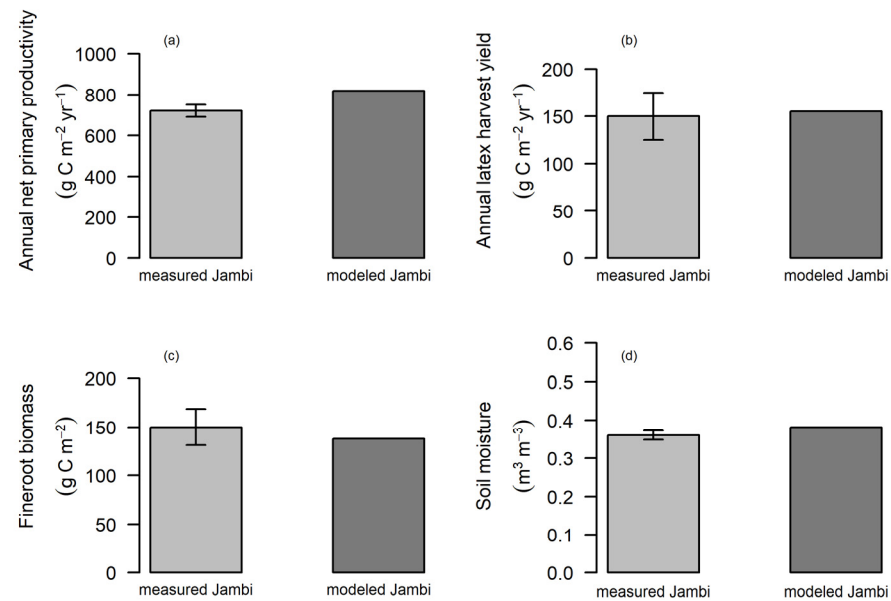 (a)
Annual net primary productivity
(g C m⁻² yr⁻¹)
1000
800
600
400
200
0
measured Jambi
modeled Jambi
(b)
Annual latex harvest yield
(g C m⁻² yr⁻¹)
200
150
100
50
0
measured Jambi
modeled Jambi
(c)
Fineroot biomass
(g C m⁻²)
200
150
100
50
0
measured Jambi
modeled Jambi
(d)
Soil moisture
(m³ m⁻³)
0.6
0.5
0.4
0.3
0.2
0.1
0.0
measured Jambi
modeled Jambi